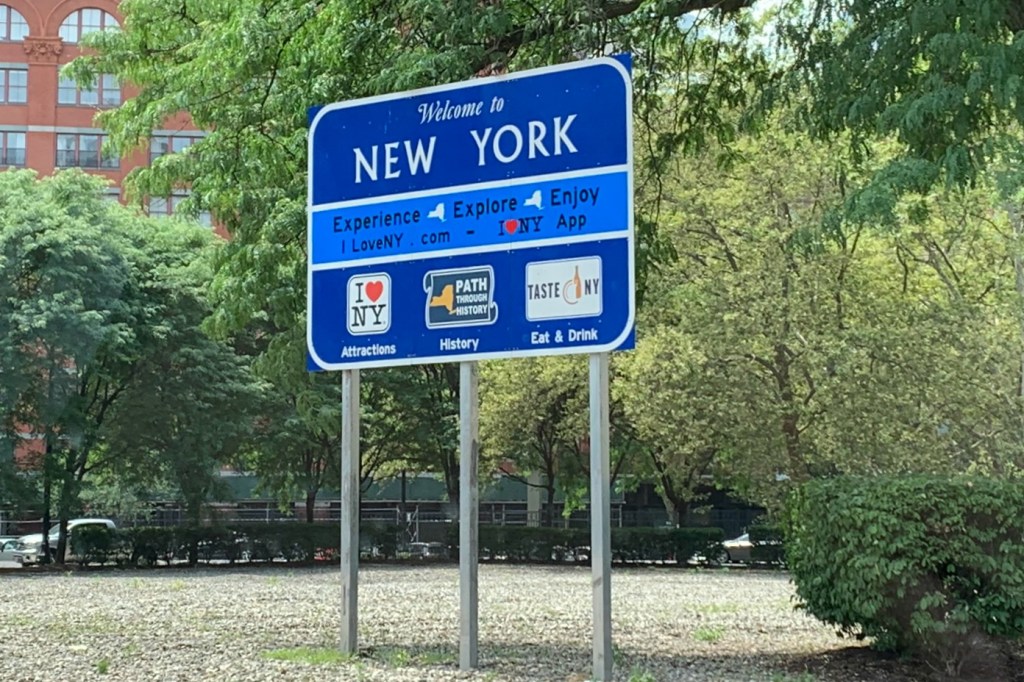 Welcome to
NEW YORK
Experience Explore Enjoy
I LoveNY . com - I NY App
I
NY
PATH
THROUGH
HISTORY
TASTE NY
Attractions
History
Eat & Drink